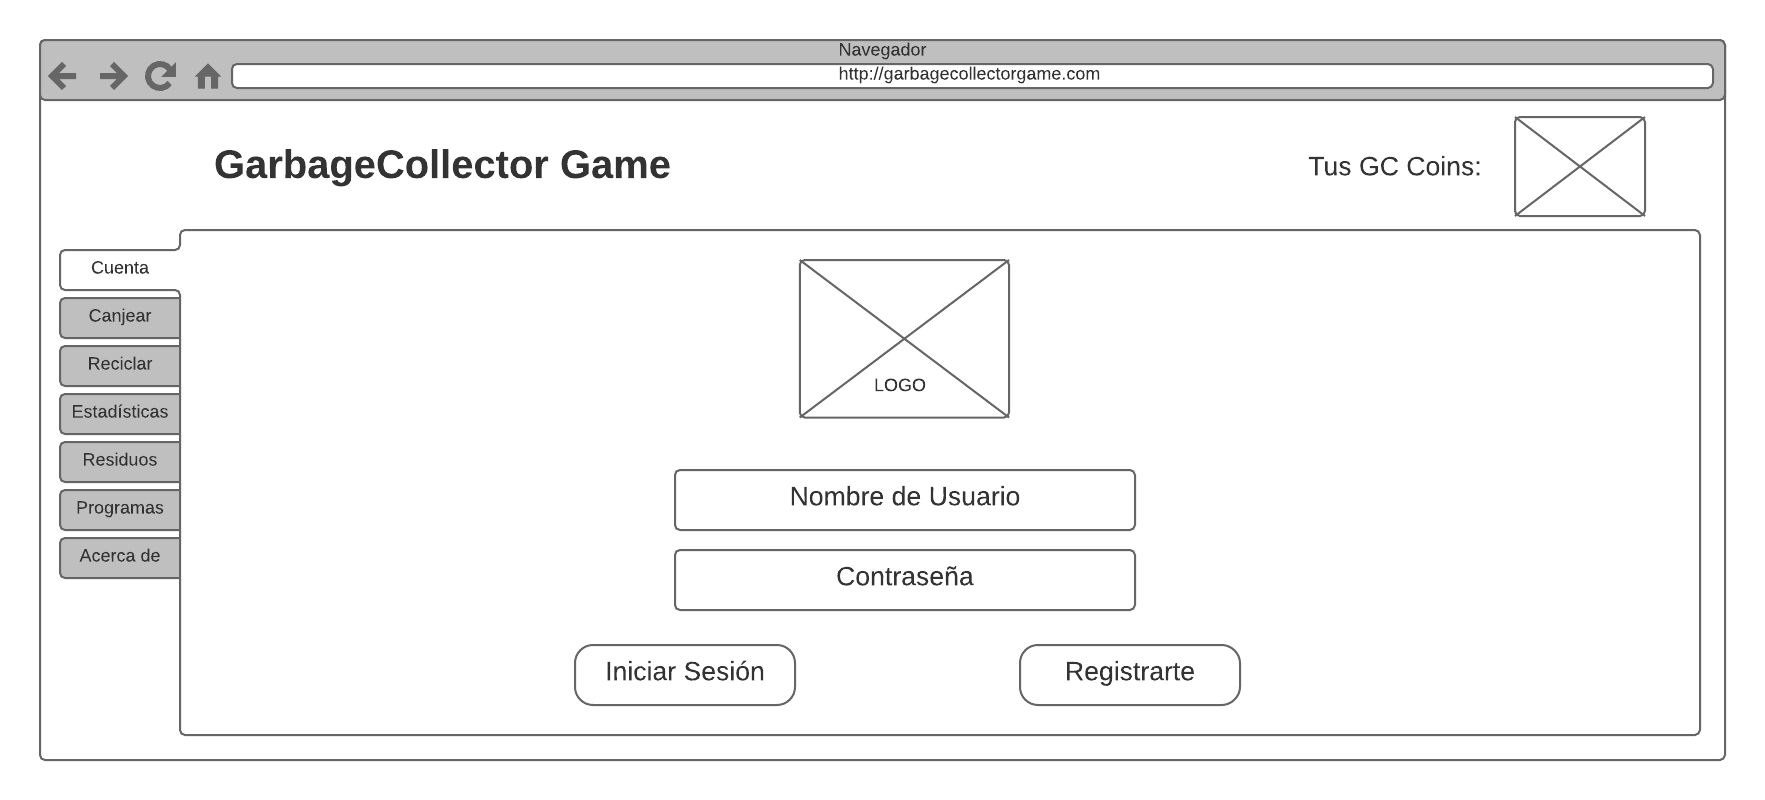 Navegador
http://garbagecollectorgame.com
GarbageCollector Game
Tus GC Coins:
Cuenta
Canjear
Reciclar
Estadísticas
Residuos
Programas
Acerca de
LOGO
Nombre de Usuario
Contraseña
Iniciar Sesión
Registrarte